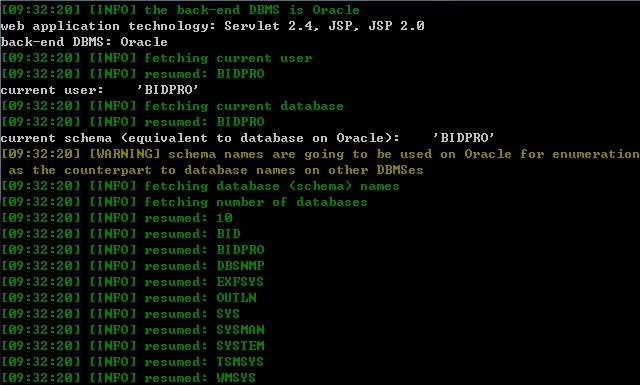 [09:32:20] [INFO] the back-end DBMS is Oracle
web application technology: Servlet 2.4, JSP, JSP 2.0
back-end DBMS: Oracle
[09:32:20] [INFO] fetching current user
[09:32:20] [INFO] resumed: BIDPRO
current user:    'BIDPRO'
[09:32:20] [INFO] fetching current database
[09:32:20] [INFO] resumed: BIDPRO
current schema (equivalent to database on Oracle):    'BIDPRO'
[09:32:20] [WARNING] schema names are going to be used on Oracle for enumeration
as the counterpart to database names on other DBMSes
[09:32:20] [INFO] fetching database (schema) names
[09:32:20] [INFO] fetching number of databases
[09:32:20] [INFO] resumed: 10
[09:32:20] [INFO] resumed: BID
[09:32:20] [INFO] resumed: BIDPRO
[09:32:20] [INFO] resumed: DBSNMP
[09:32:20] [INFO] resumed: EXFSYS
[09:32:20] [INFO] resumed: OUTLN
[09:32:20] [INFO] resumed: SYS
[09:32:20] [INFO] resumed: SYSMAN
[09:32:20] [INFO] resumed: SYSTEM
[09:32:20] [INFO] resumed: TSMSYS
[09:32:20] [INFO] resumed: WMSYS